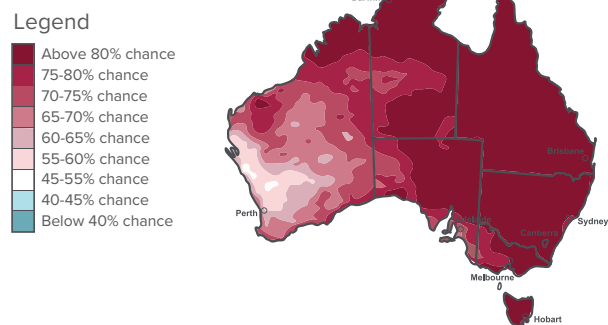 Legend
Above 80% chance
75-80% chance
70-75% chance
65-70% chance
60-65% chance
55-60% chance
45-55% chance
40-45% chance
Below 40% chance
Brisbane
Perth
Adelaide
Sydney
Canberra
Melbourne
Hobart